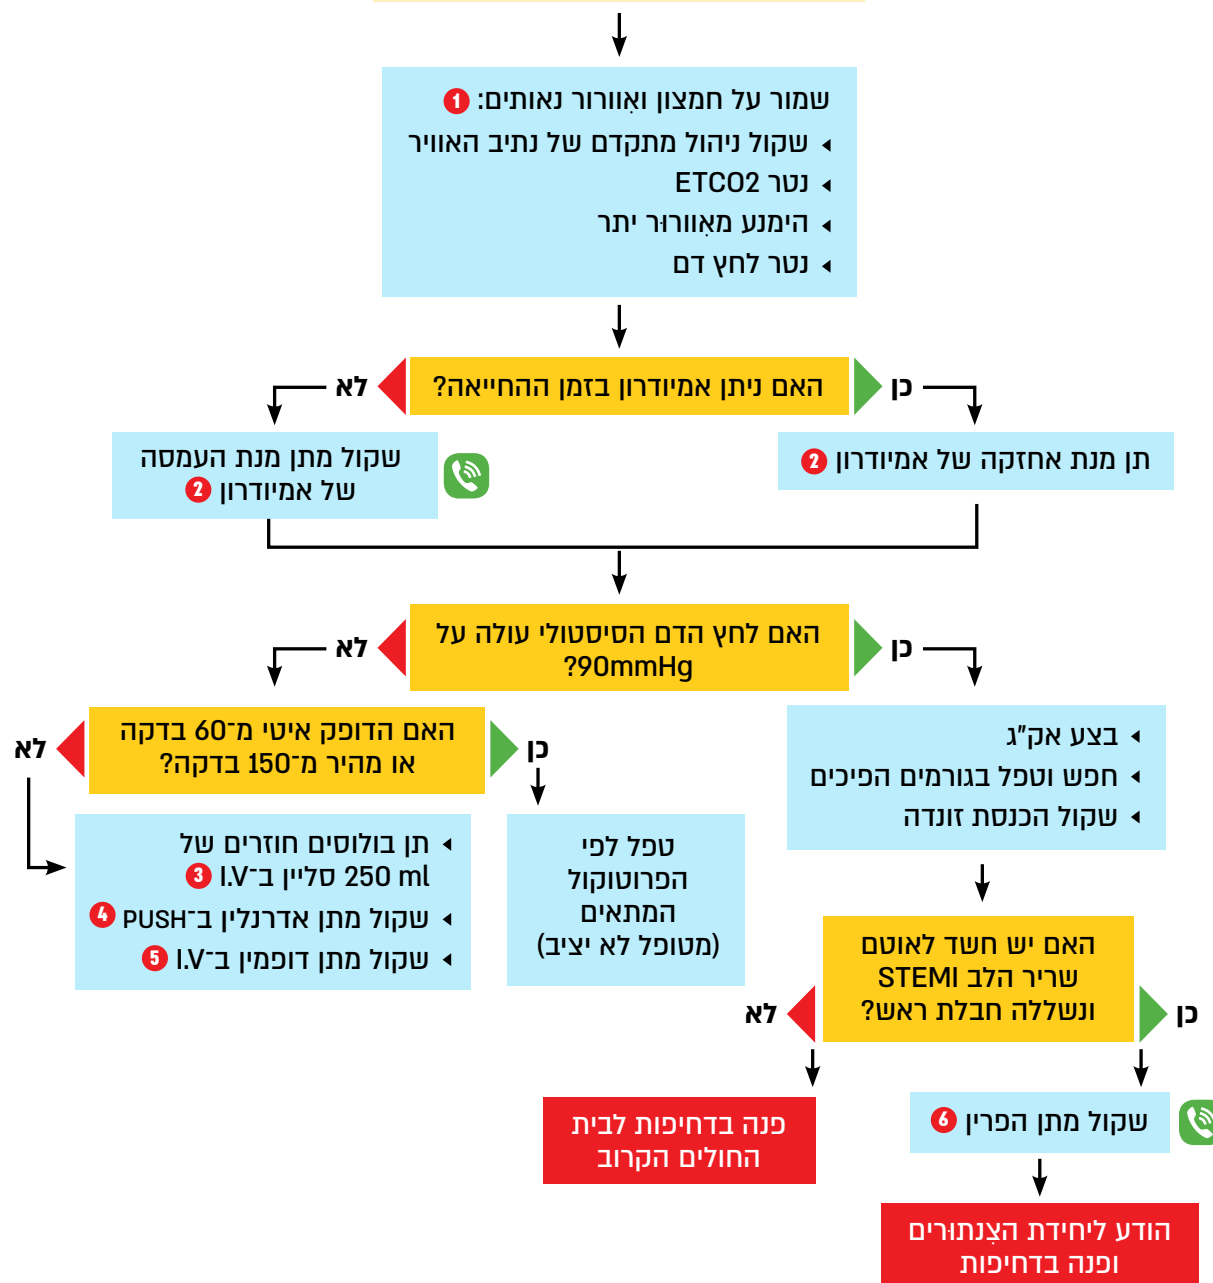 שמור על חמצון ואִוורור נאותים: 1
שקול ניהול מתקדם של נתיב האוויר
נטר ETCO2
הימנע מאִוורוּר יתר
נטר לחץ דם
האם ניתן אמיודרון בזמן ההחייאה?
כן
לא
תן מנת אחזקה של אמיודרון 2
שקול מתן מנת העמסה
של אמיודרון 2
האם לחץ הדם הסיסטולי עולה על
90mmHg?
כן
לא
בצע אק"ג
חפש וטפל בגורמים הפיכים
שקול הכנסת זונדה
האם הדופק איטי מ־60 בדקה
או מהיר מ־150 בדקה?
כן
לא
טפל לפי
הפרוטוקול
המתאים
(מטופל לא יציב)
תן בולוסים חוזרים של
250 ml סליין ב־I.V 3
שקול מתן אדרנלין ב־PUSH 4
שקול מתן דופמין ב־I.V 5
האם יש חשד לאוטם
שריר הלב STEMI
ונשללה חבלת ראש?
כן
לא
שקול מתן הפרין 6
פנה בדחיפות לבית
החולים הקרוב
הודע ליחידת הצִנתוּרים
ופנה בדחיפות